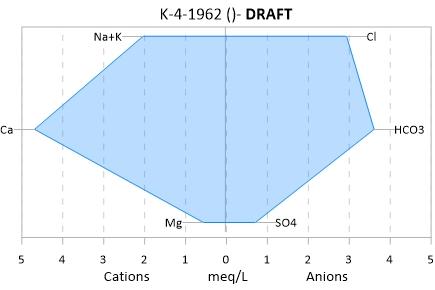 K-4-1962 ()- DRAFT
Na+K Cl
Ca HCO3
Mg SO4
5 4 3 2 1 0 1 2 3 4 5
Cations meq/L Anions